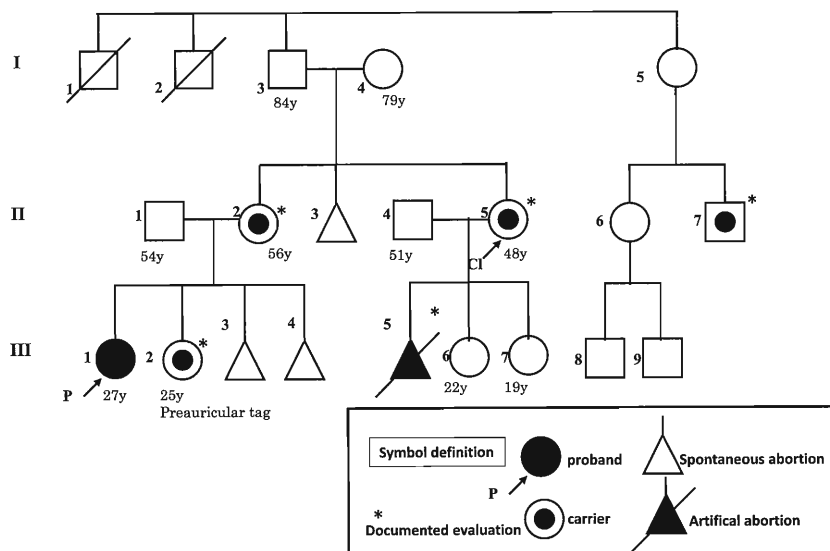 I
1
2
3
4
5
84y
79y
II
1
2
*
3
4
5
*
6
7
*
54y
56y
51y
CI
48y
III
1
2
*
3
4
5
*
6
7
8
9
P
27y
25y
22y
19y
Preauricular tag
Symbol definition
proband
Spontaneous abortion
P
*
Documented evaluation
carrier
Artifical abortion